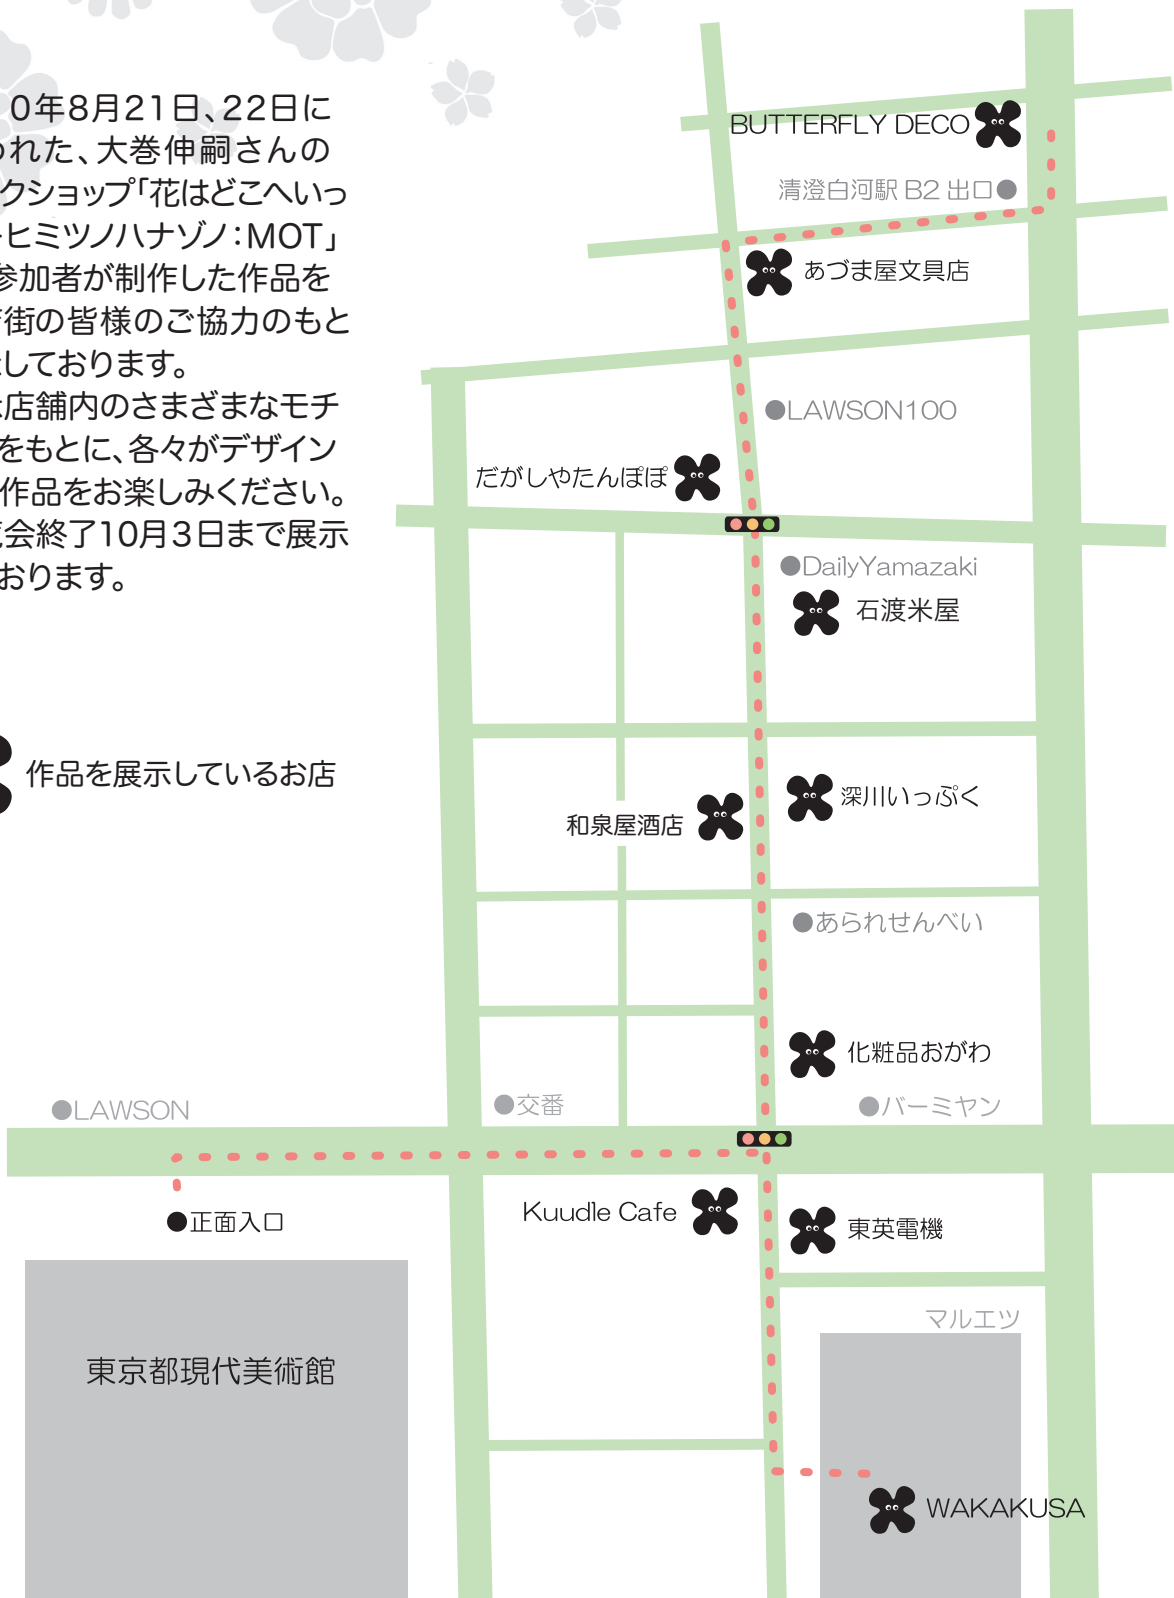 0年8月21日、22日に
れた、大巻伸嗣さんの
クショップ「花はどこへいっ
ヒミツノハナゾノ：MOT」
参加者が制作した作品を
街の皆様のご協力のもと
しております。
店舗内のさまざまなモチ
をもとに、各々がデザイン
作品をお楽しみください。
会終了10月3日まで展示
おります。
作品を展示しているお店
BUTTERFLY DECO
清澄白河駅 B2 出口●
あづま屋文具店
●LAWSON100
だがしやたんぽぽ
●DailyYamazaki
石渡米屋
深川いっぷく
和泉屋酒店
●あられせんべい
化粧品おがわ
●LAWSON
●交番
●バーミヤン
●正面入口
Kuudle Cafe
東英電機
マルエツ
東京都現代美術館
WAKAKUSA